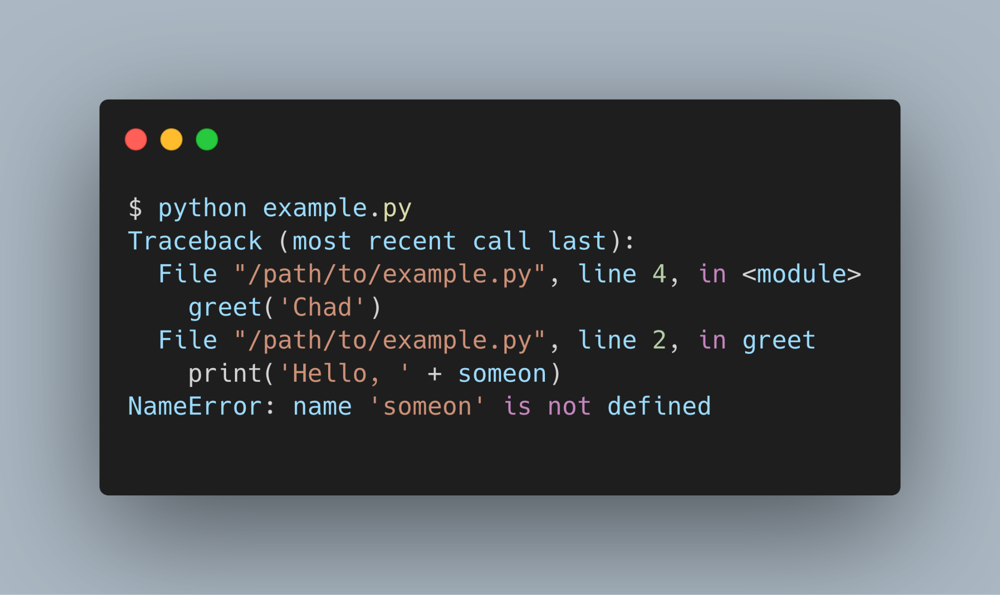 $ python example.py
Traceback (most recent call last):
  File "/path/to/example.py", line 4, in <module>
    greet('Chad')
  File "/path/to/example.py", line 2, in greet
    print('Hello, ' + someon)
NameError: name 'someon' is not defined